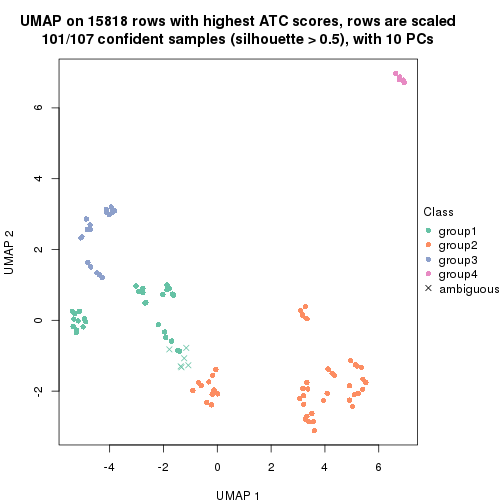 UMAP on 15818 rows with highest ATC scores, rows are scaled
101/107 confident samples (silhouette > 0.5), with 10 PCs
6
4
2
0
-2
UMAP 2
-4
-2
0
2
4
6
UMAP 1
Class
group1
group2
group3
group4
ambiguous